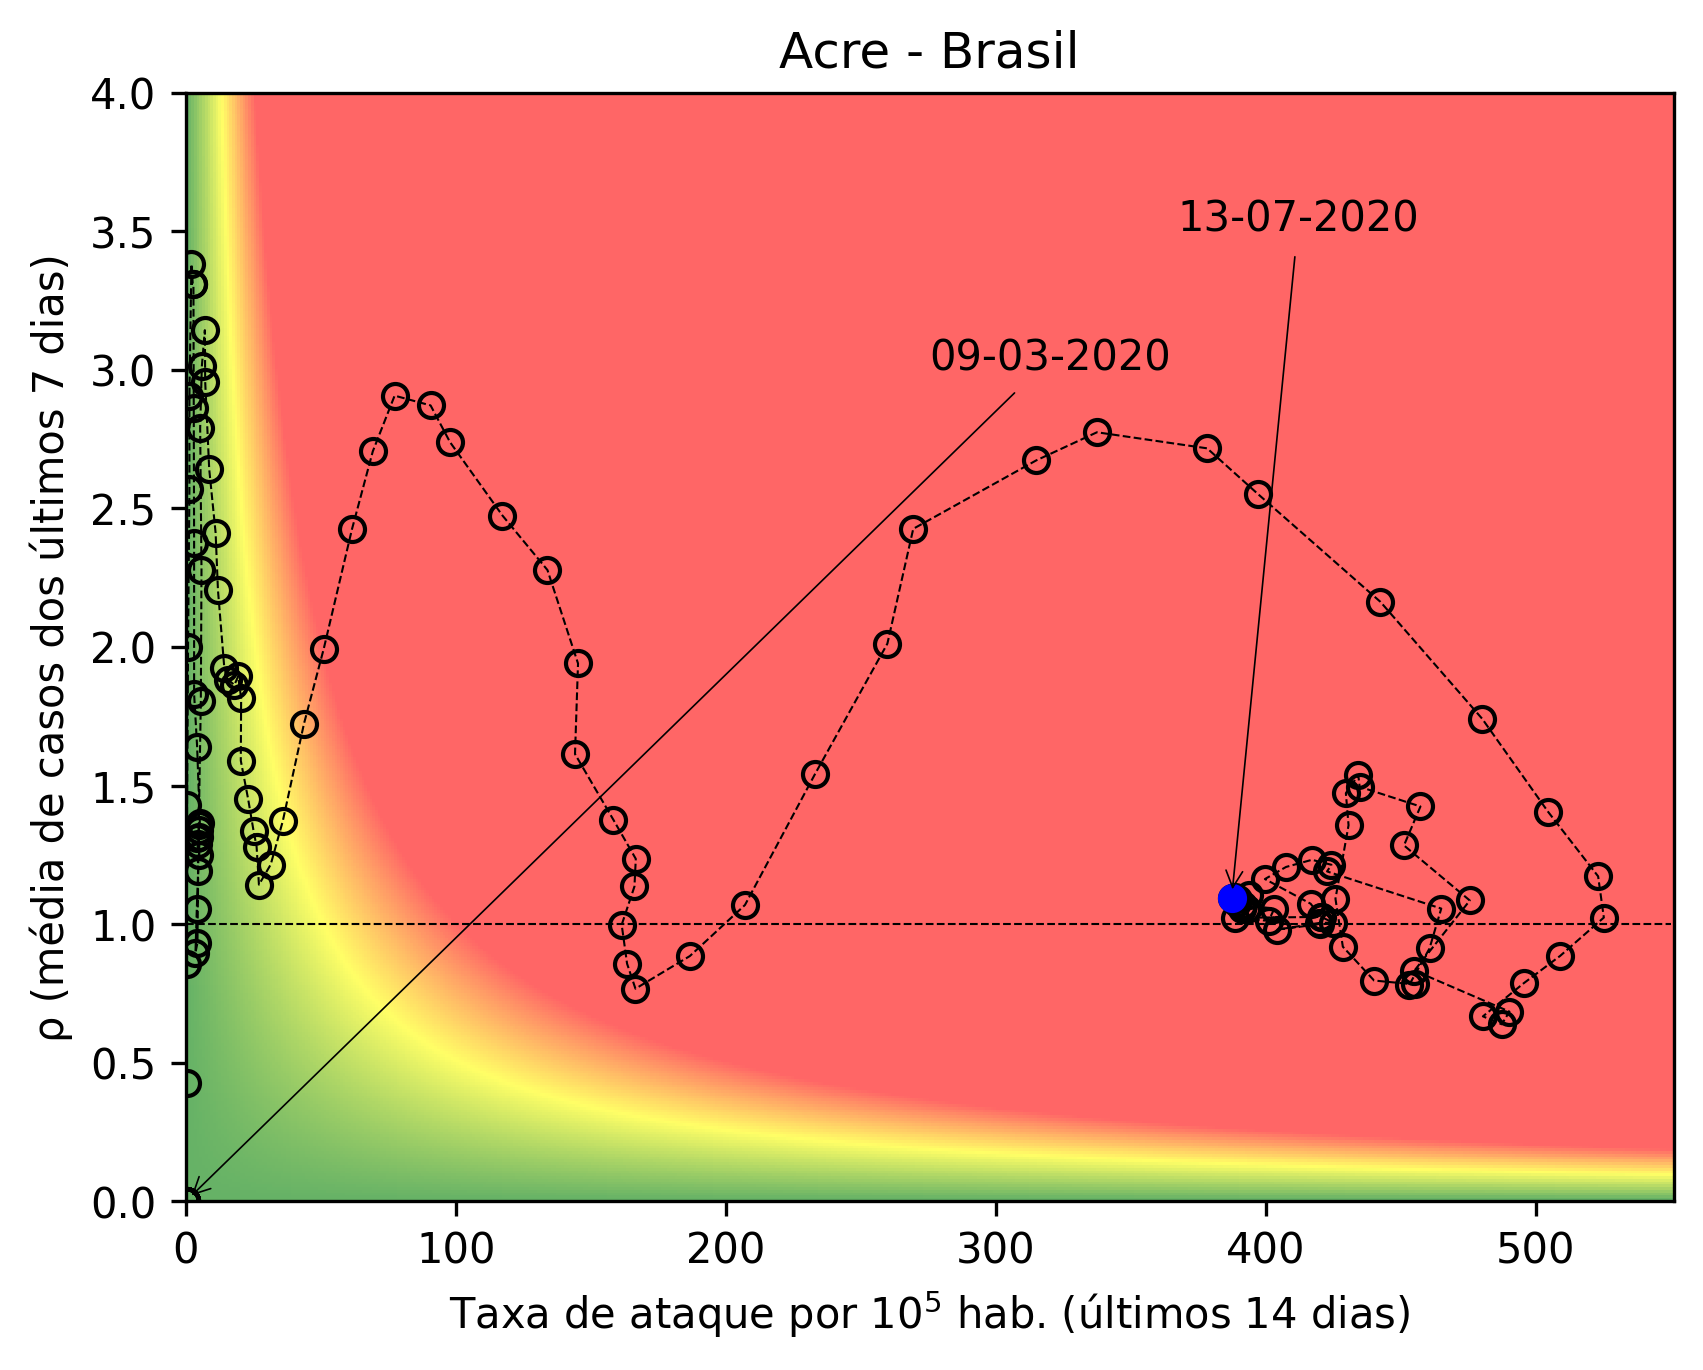 Acre - Brasil
4.0
3.5
3.0
2.5
2.0
1.5
1.0
0.5
0.0
ρ (média de casos dos últimos 7 dias)
13-07-2020
09-03-2020
0 100 200 300 400 500
Taxa de ataque por 10⁵ hab. (últimos 14 dias)